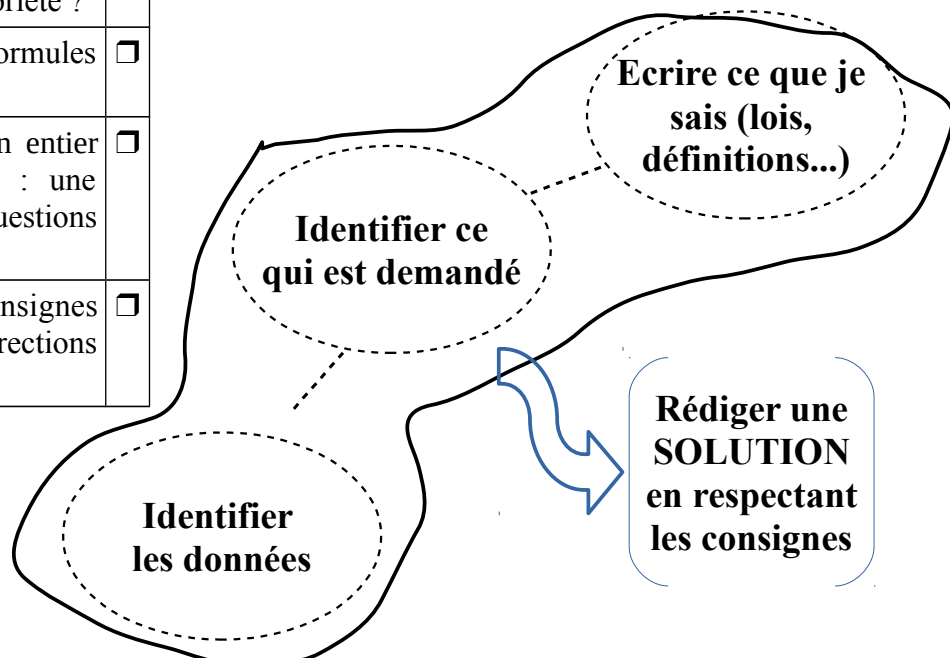 ormules
n entier
: une
uestions
nsignes
rections
Ecrire ce que je
sais (lois,
définitions...)
Identifier ce
qui est demandé
Identifier
les données
Rédiger une
SOLUTION
en respectant
les consignes